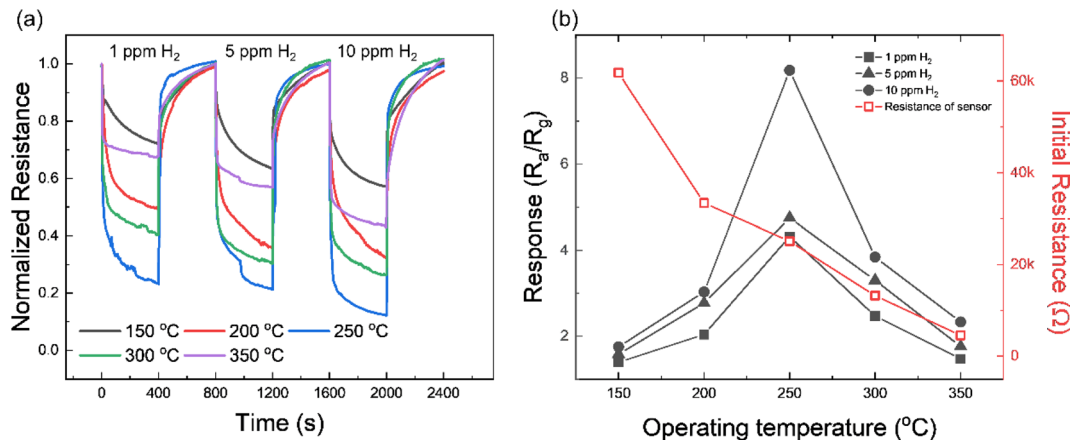 (a)
1 ppm H₂ 5 ppm H₂ 10 ppm H₂
1.0
0.8
0.6
0.4
0.2
0.0
Normalized Resistance
150 °C 200 °C 250 °C
300 °C 350 °C
0 400 800 1200 1600 2000 2400
Time (s)
(b)
8
6
4
2
Response (Rₐ/R₉)
1 ppm H₂
5 ppm H₂
10 ppm H₂
Resistance of sensor
60k
40k
20k
0
Initial Resistance (Ω)
150 200 250 300 350
Operating temperature (°C)